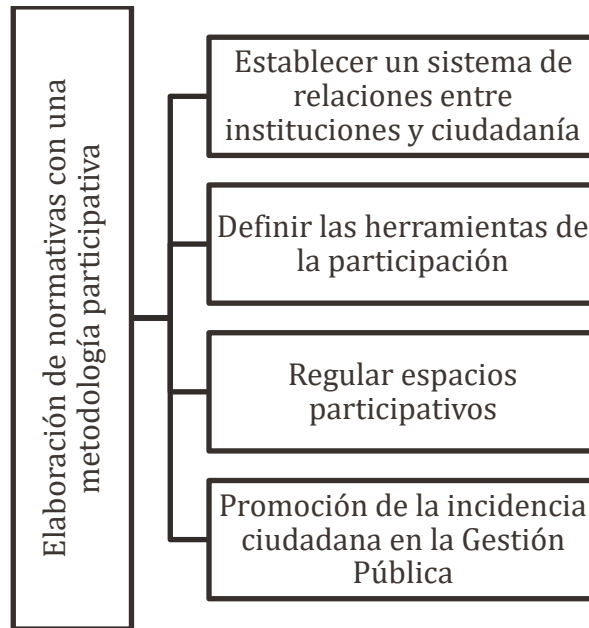 Elaboración de normativas con una
metodología participativa
Establecer un sistema de
relaciones entre
instituciones y ciudadanía
Definir las herramientas de
la participación
Regular espacios
participativos
Promoción de la incidencia
ciudadana en la Gestión
Pública